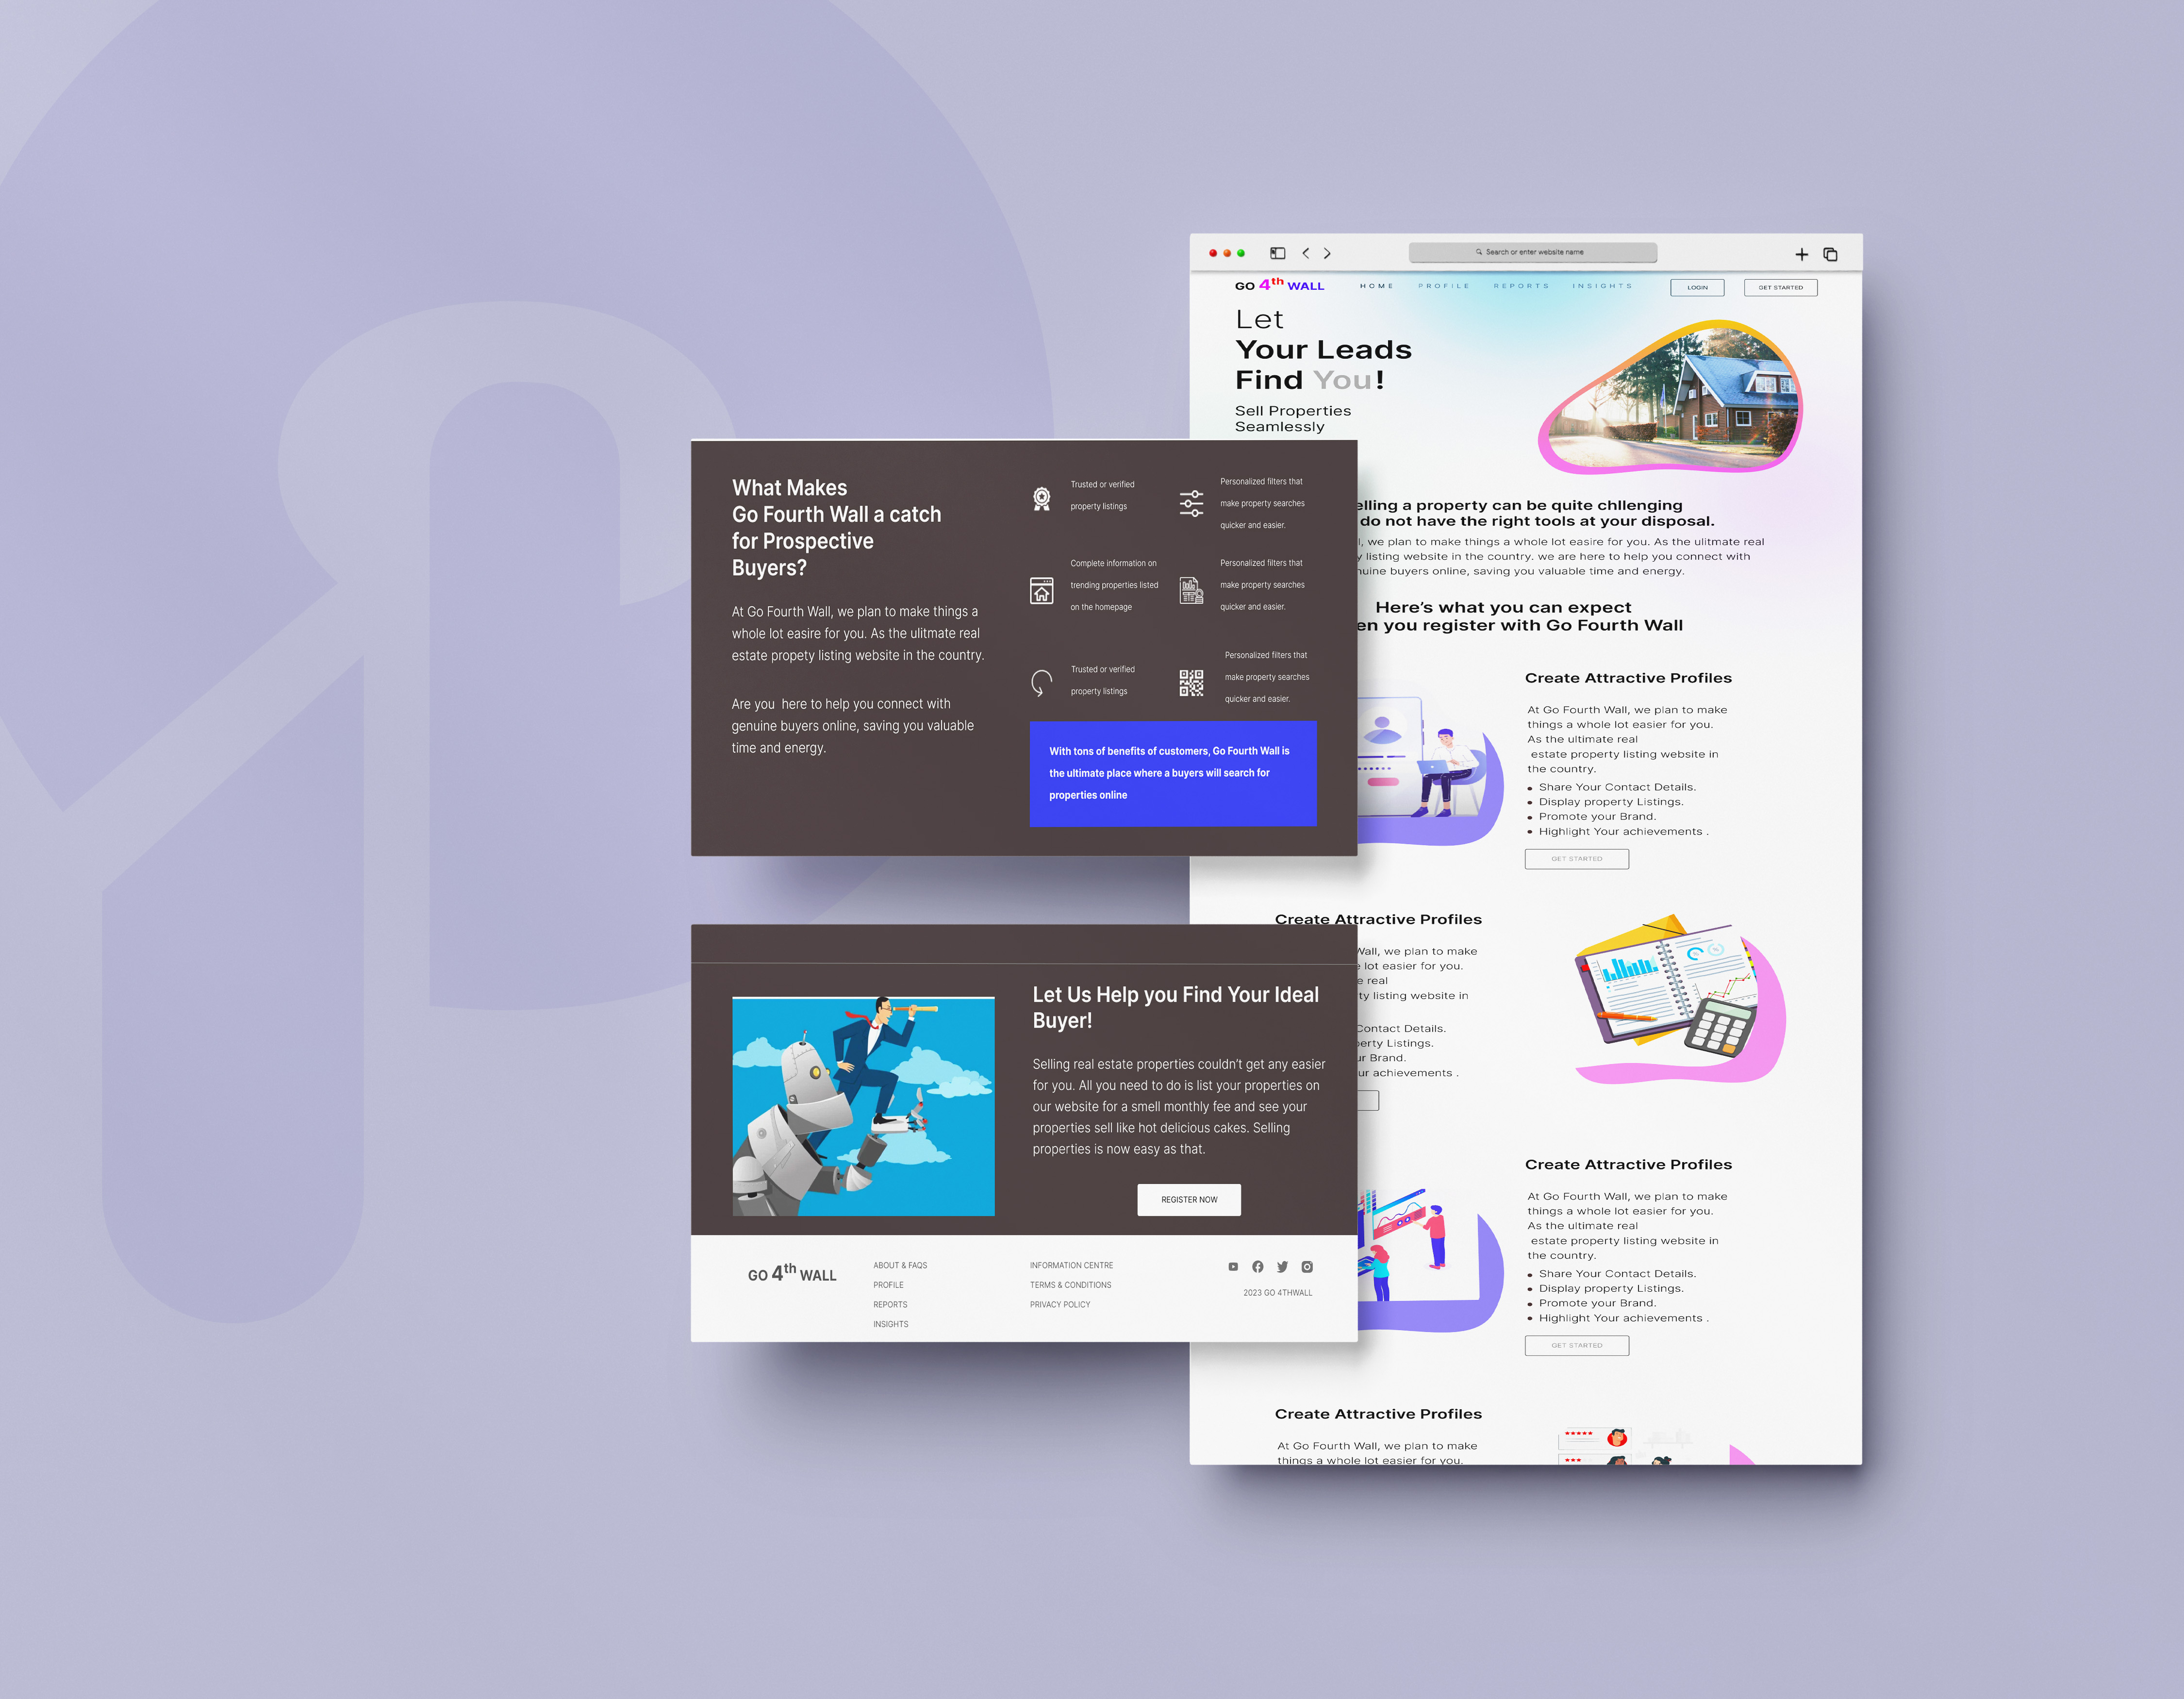 Search or enter website name
GO 4th WALL
HOME
PROFILE
REPORTS
INSIGHTS
LOGIN
GET STARTED
Let
Your Leads
Find You!
Sell Properties
Seamlessly
elling a property can be quite chllenging
do not have the right tools at your disposal.
we plan to make things a whole lot easire for you. As the ulitmate real
listing website in the country. we are here to help you connect with
uine buyers online, saving you valuable time and energy.
Here's what you can expect
en you register with Go Fourth Wall
Create Attractive Profiles
At Go Fourth Wall, we plan to make
things a whole lot easier for you.
As the ultimate real
estate property listing website in
the country.
Share Your Contact Details.
Display property Listings.
Promote your Brand.
Highlight Your achievements .
GET STARTED
Create Attractive Profiles
Wall, we plan to make
lot easier for you.
e real
ty listing website in
Contact Details.
erty Listings.
ur Brand.
ur achievements .
Create Attractive Profiles
At Go Fourth Wall, we plan to make
things a whole lot easier for you.
As the ultimate real
estate property listing website in
the country.
Share Your Contact Details.
Display property Listings.
Promote your Brand.
Highlight Your achievements .
GET STARTED
Create Attractive Profiles
At Go Fourth Wall, we plan to make
things a whole lot easier for you.
What Makes
Go Fourth Wall a catch
for Prospective
Buyers?
At Go Fourth Wall, we plan to make things a
whole lot easire for you. As the ulitmate real
estate propety listing website in the country.
Are you here to help you connect with
genuine buyers online, saving you valuable
time and energy.
Trusted or verified
property listings
Personalized filters that
make property searches
quicker and easier.
Complete information on
trending properties listed
on the homepage
Personalized filters that
make property searches
quicker and easier.
Trusted or verified
property listings
Personalized filters that
make property searches
quicker and easier.
With tons of benefits of customers, Go Fourth Wall is
the ultimate place where a buyers will search for
properties online
Let Us Help you Find Your Ideal
Buyer!
Selling real estate properties couldn't get any easier
for you. All you need to do is list your properties on
our website for a smell monthly fee and see your
properties sell like hot delicious cakes. Selling
properties is now easy as that.
REGISTER NOW
GO 4th WALL
ABOUT & FAQS
PROFILE
REPORTS
INSIGHTS
INFORMATION CENTRE
TERMS & CONDITIONS
PRIVACY POLICY
2023 GO 4THWALL